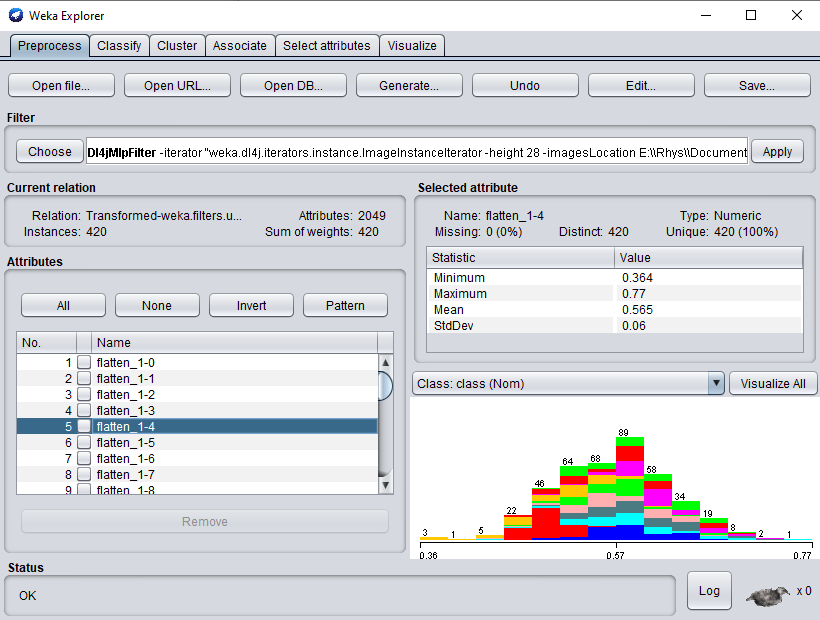 Weka Explorer
Preprocess Classify Cluster Associate Select attributes Visualize
Open file... Open URL... Open DB... Generate... Undo Edit... Save...
Filter
Choose Dl4jMlpFilter -iterator "weka.dl4j.iterators.instance.ImageInstanceIterator -height 28 -imagesLocation E:\\Rhys\\Document Apply
Current relation
Relation: Transformed-weka.filters.u... Attributes: 2049
Instances: 420 Sum of weights: 420
Attributes
All None Invert Pattern
No. Name
1 flatten_1-0
2 flatten_1-1
3 flatten_1-2
4 flatten_1-3
5 flatten_1-4
6 flatten_1-5
7 flatten_1-6
8 flatten_1-7
9 flatten_1-8
Remove
Selected attribute
Name: flatten_1-4 Type: Numeric
Missing: 0 (0%) Distinct: 420 Unique: 420 (100%)
Statistic Value
Minimum 0.364
Maximum 0.77
Mean 0.565
StdDev 0.06
Class: class (Nom) Visualize All
3 1 5 22 46 64 68 89 58 34 19 8 2 1
0.36 0.57 0.77
Status
OK
Log x 0